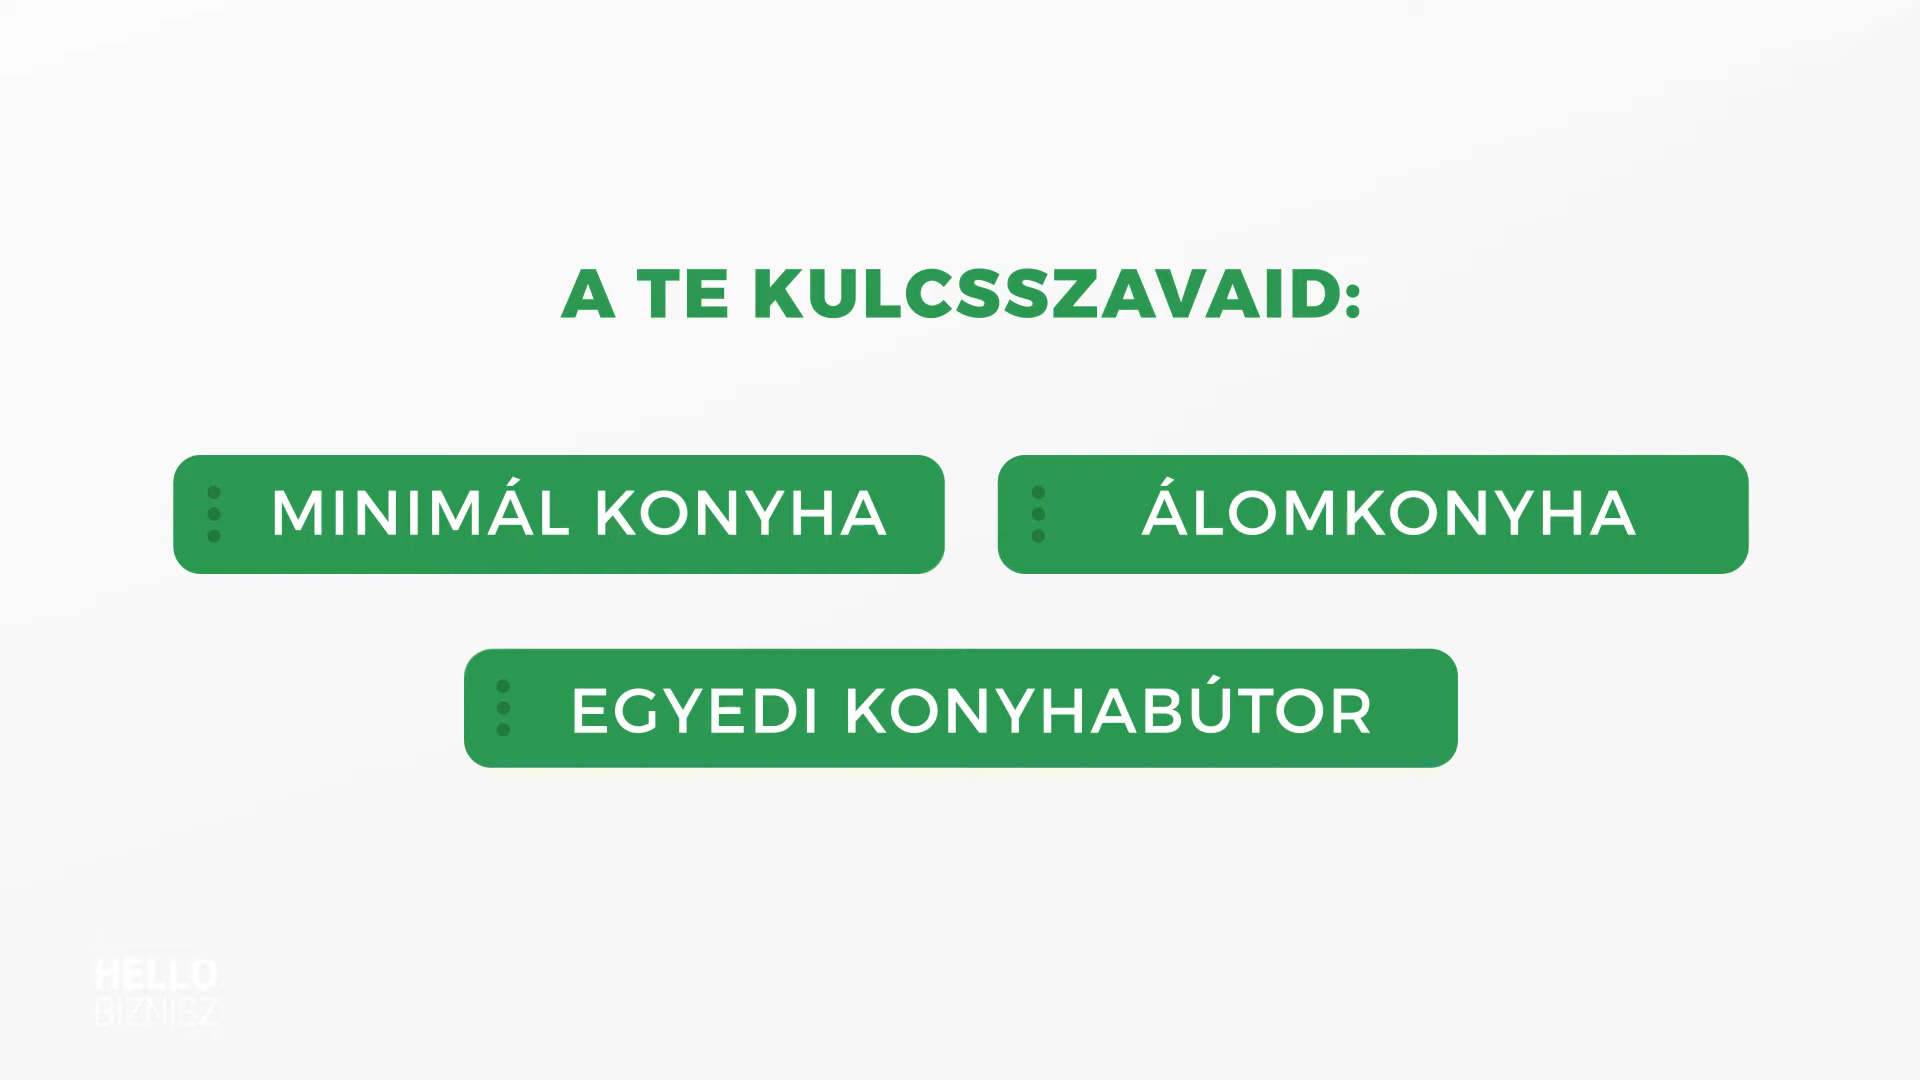 A TE KULCSSZAVAID:
MINIMÁL KONYHA
ÁLOMKONYHA
EGYEDI KONYHABÚTOR
HELLO
BIZNISZ